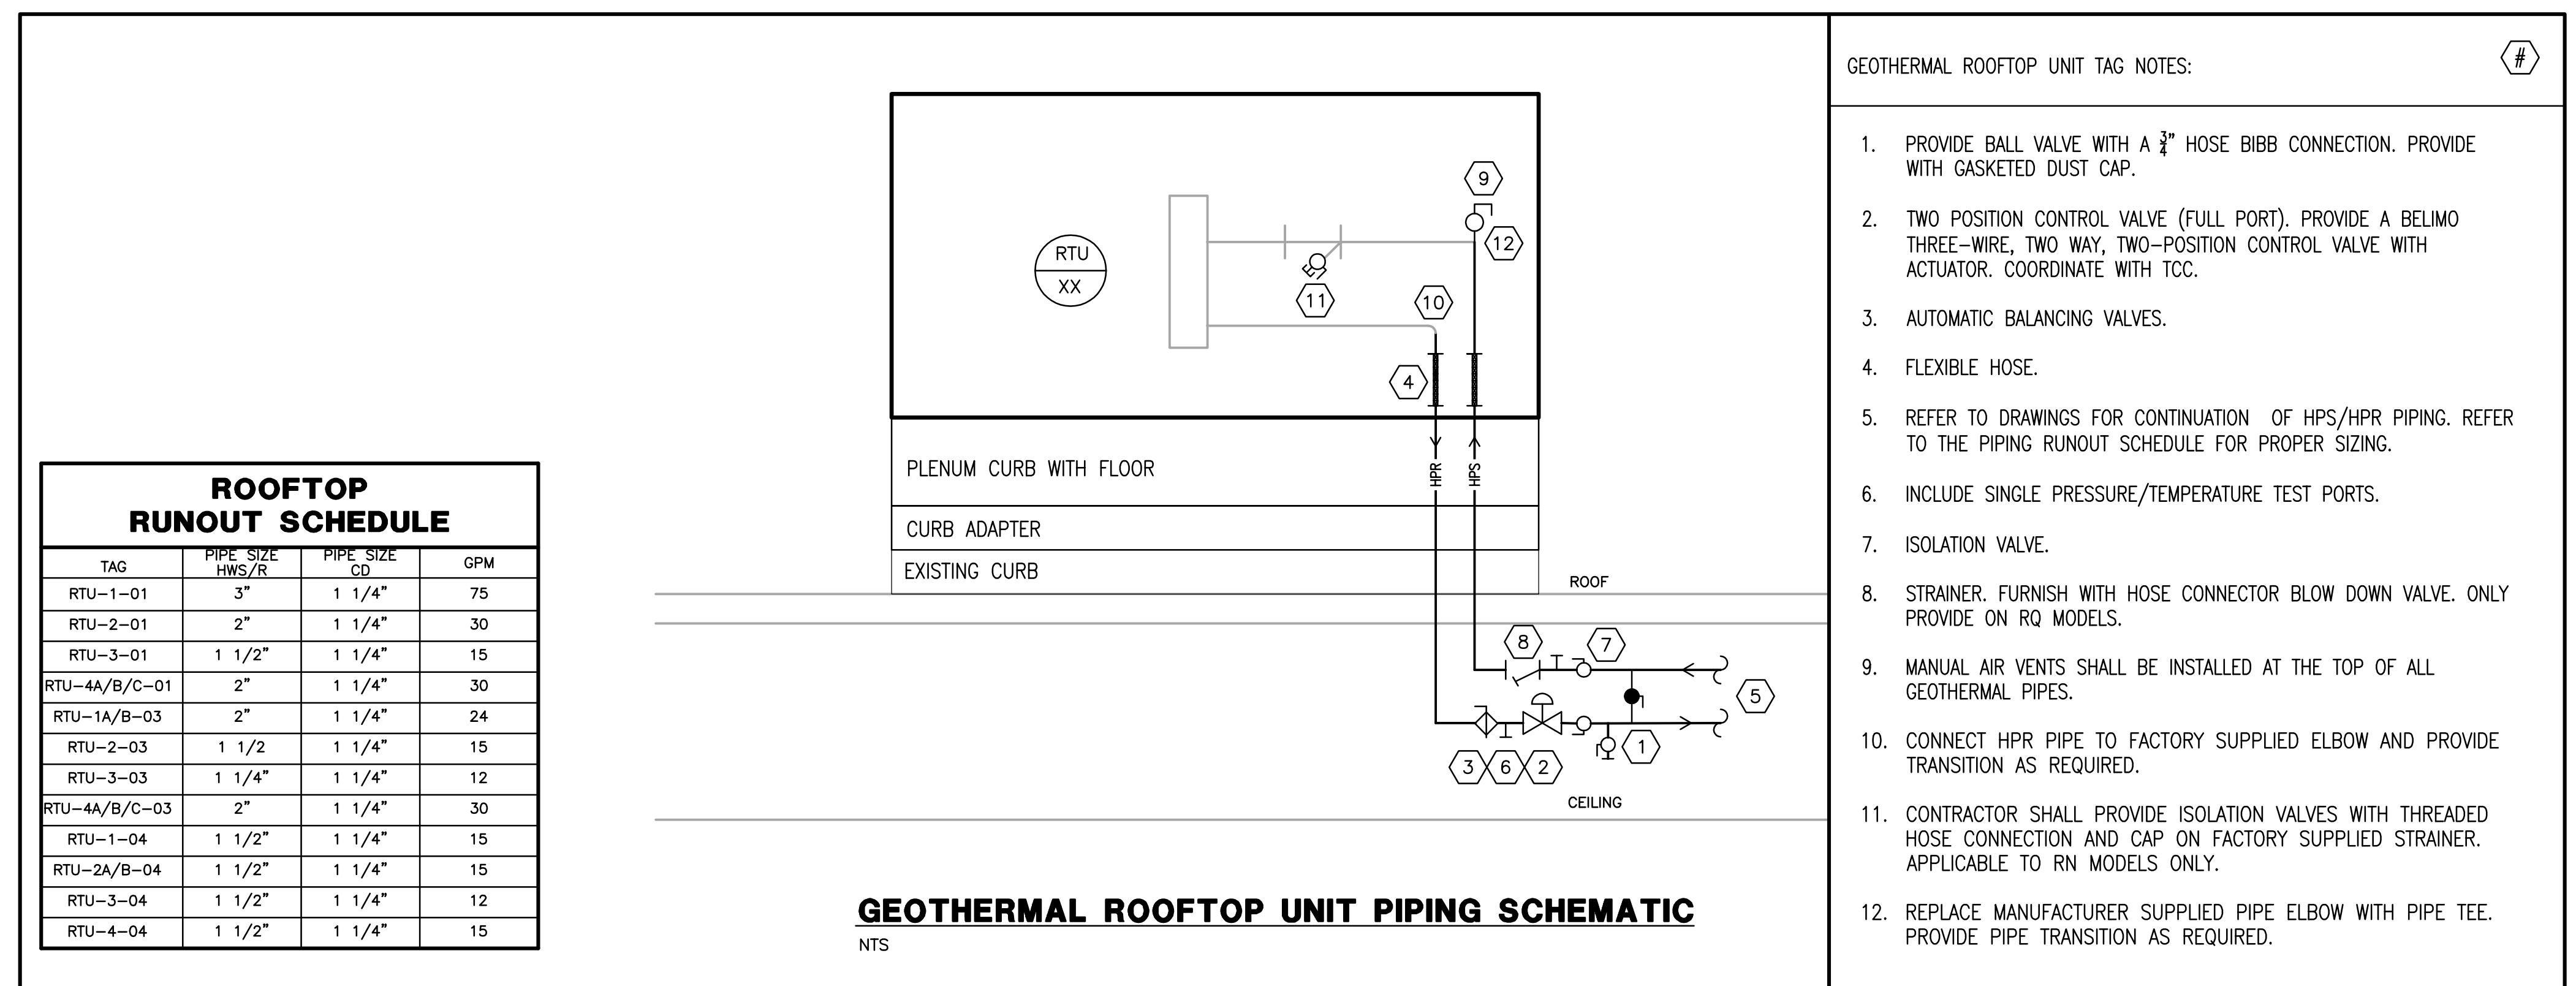 ROOFTOP
RUNOUT SCHEDULE
TAG PIPE SIZE HWS/R PIPE SIZE CD GPM
RTU-1-01 3" 1 1/4" 75
RTU-2-01 2" 1 1/4" 30
RTU-3-01 1 1/2" 1 1/4" 15
RTU-4A/B/C-01 2" 1 1/4" 30
RTU-1A/B-03 2" 1 1/4" 24
RTU-2-03 1 1/2 1 1/4" 15
RTU-3-03 1 1/4" 1 1/4" 12
RTU-4A/B/C-03 2" 1 1/4" 30
RTU-1-04 1 1/2" 1 1/4" 15
RTU-2A/B-04 1 1/2" 1 1/4" 15
RTU-3-04 1 1/2" 1 1/4" 12
RTU-4-04 1 1/2" 1 1/4" 15
9
12
RTU
XX
11
10
4
HPR
HPS
PLENUM CURB WITH FLOOR
CURB ADAPTER
EXISTING CURB
ROOF
8
7
5
1
3 6 2
CEILING
GEOTHERMAL ROOFTOP UNIT PIPING SCHEMATIC
NTS
GEOTHERMAL ROOFTOP UNIT TAG NOTES:
#
1. PROVIDE BALL VALVE WITH A 3/4" HOSE BIBB CONNECTION. PROVIDE
WITH GASKETED DUST CAP.
2. TWO POSITION CONTROL VALVE (FULL PORT). PROVIDE A BELIMO
THREE-WIRE, TWO WAY, TWO-POSITION CONTROL VALVE WITH
ACTUATOR. COORDINATE WITH TCC.
3. AUTOMATIC BALANCING VALVES.
4. FLEXIBLE HOSE.
5. REFER TO DRAWINGS FOR CONTINUATION OF HPS/HPR PIPING. REFER
TO THE PIPING RUNOUT SCHEDULE FOR PROPER SIZING.
6. INCLUDE SINGLE PRESSURE/TEMPERATURE TEST PORTS.
7. ISOLATION VALVE.
8. STRAINER. FURNISH WITH HOSE CONNECTOR BLOW DOWN VALVE. ONLY
PROVIDE ON RQ MODELS.
9. MANUAL AIR VENTS SHALL BE INSTALLED AT THE TOP OF ALL
GEOTHERMAL PIPES.
10. CONNECT HPR PIPE TO FACTORY SUPPLIED ELBOW AND PROVIDE
TRANSITION AS REQUIRED.
11. CONTRACTOR SHALL PROVIDE ISOLATION VALVES WITH THREADED
HOSE CONNECTION AND CAP ON FACTORY SUPPLIED STRAINER.
APPLICABLE TO RN MODELS ONLY.
12. REPLACE MANUFACTURER SUPPLIED PIPE ELBOW WITH PIPE TEE.
PROVIDE PIPE TRANSITION AS REQUIRED.